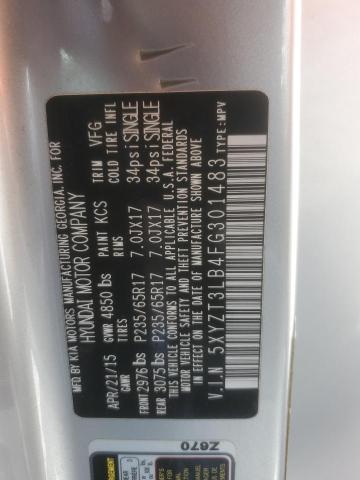 MFD. BY KIA MOTORS MANUFACTURING GEORGIA, INC. FOR
HYUNDAI MOTOR COMPANY
APR/21/15 GVWR 4850 lbs PAINT KCS TRIM VFG
GAWR TIRES RIMS COLD TIRE INFL
FRONT 2976 lbs P235/65R17 7.0JX17 34psi SINGLE
REAR 3075 lbs P235/65R17 7.0JX17 34psi SINGLE
THIS VEHICLE CONFORMS TO ALL APPLICABLE U.S.A. FEDERAL
MOTOR VEHICLE SAFETY AND THEFT PREVENTION STANDARDS
IN EFFECT ON THE DATE OF MANUFACTURE SHOWN ABOVE.
V.I.N 5XYZT3LB4FG301483 TYPE: MPV
Z670